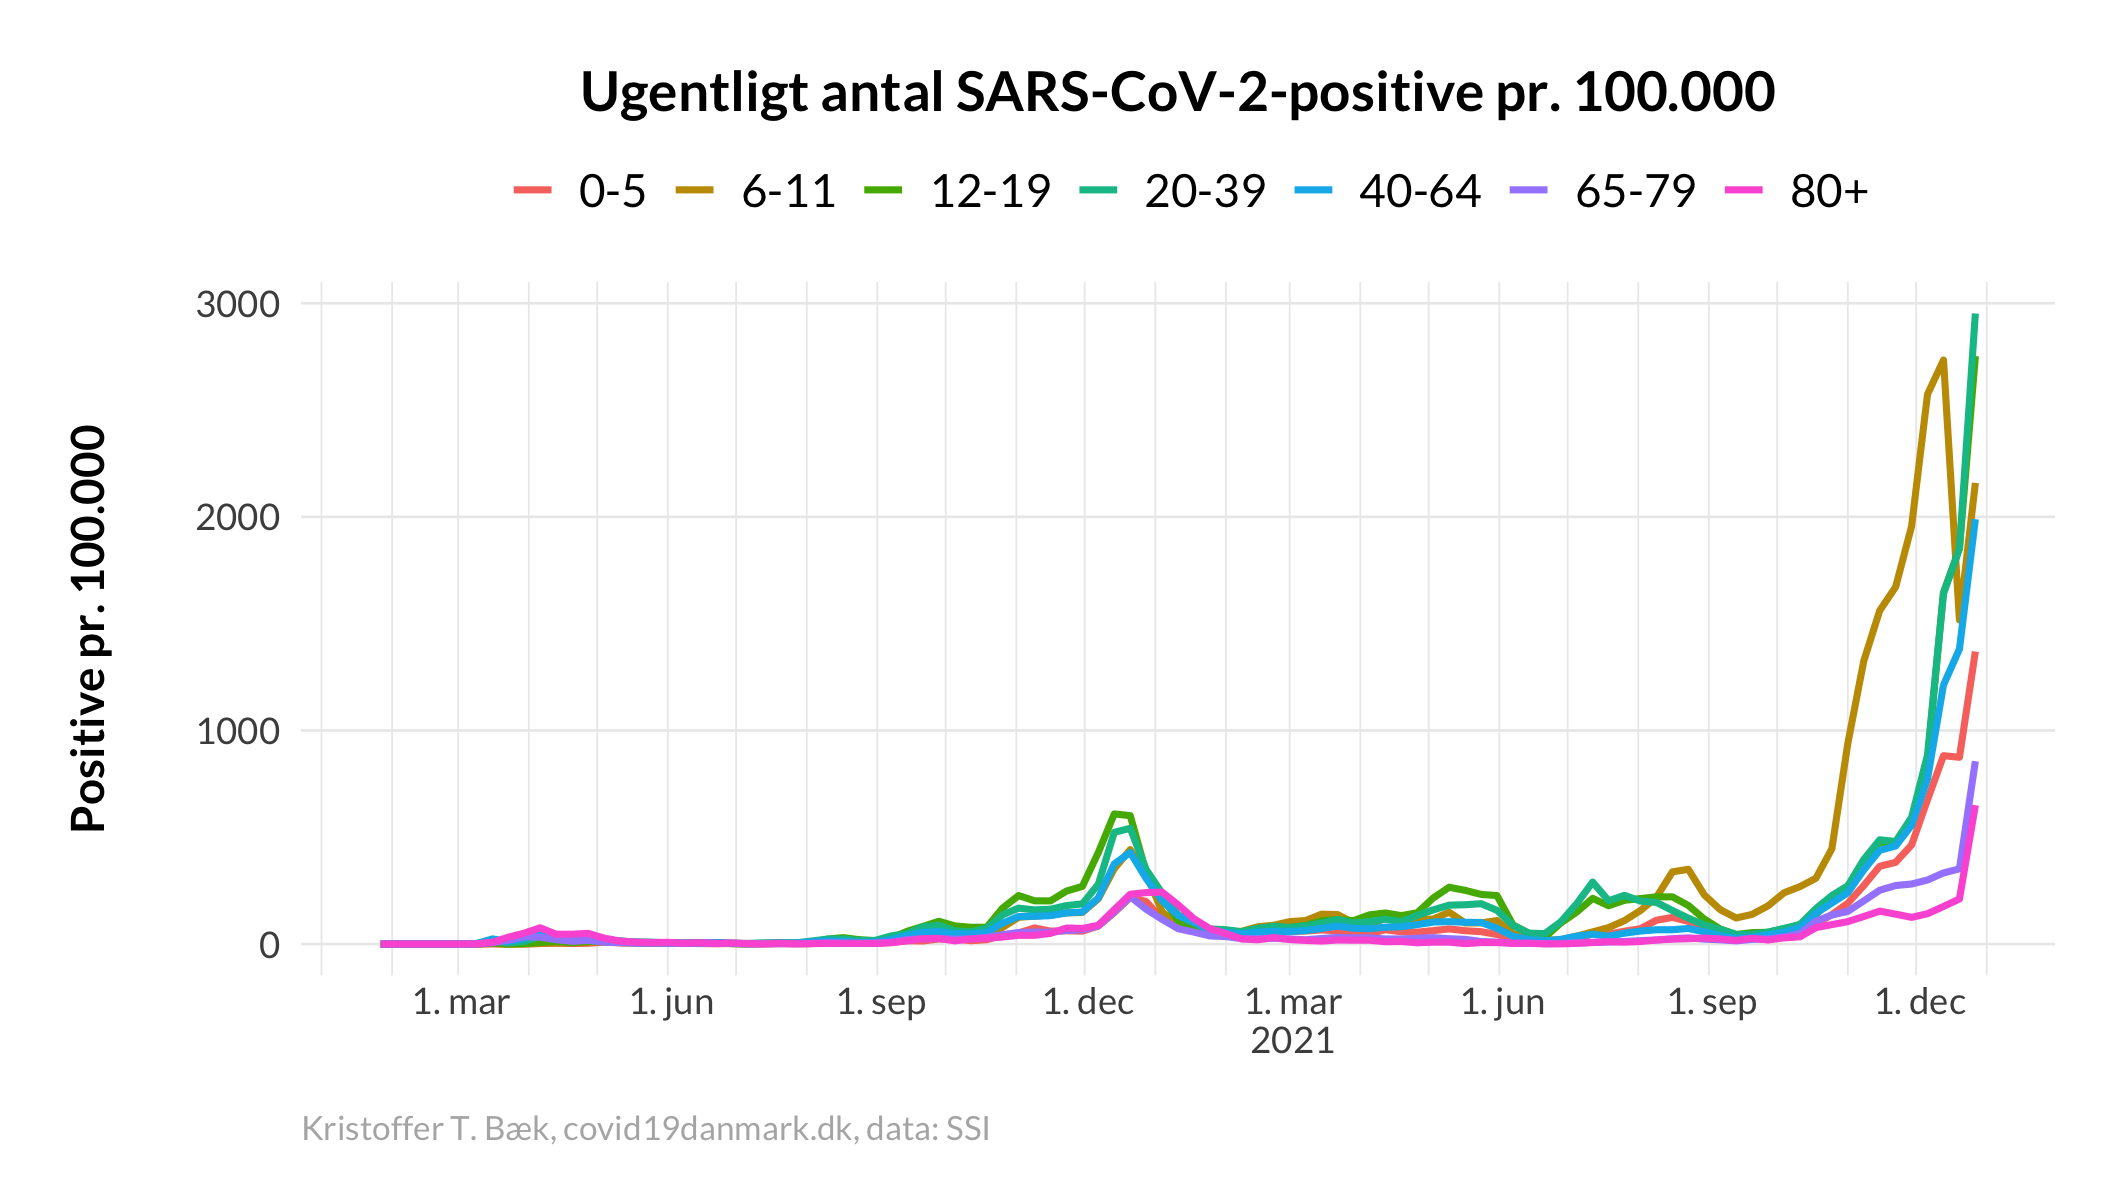 Ugentligt antal SARS-CoV-2-positive pr. 100.000
0-5 6-11 12-19 20-39 40-64 65-79 80+
Positive pr. 100.000
3000
2000
1000
0
1. mar 1. jun 1. sep 1. dec 1. mar 1. jun 1. sep 1. dec
2021
Kristoffer T. Bæk, covid19danmark.dk, data: SSI